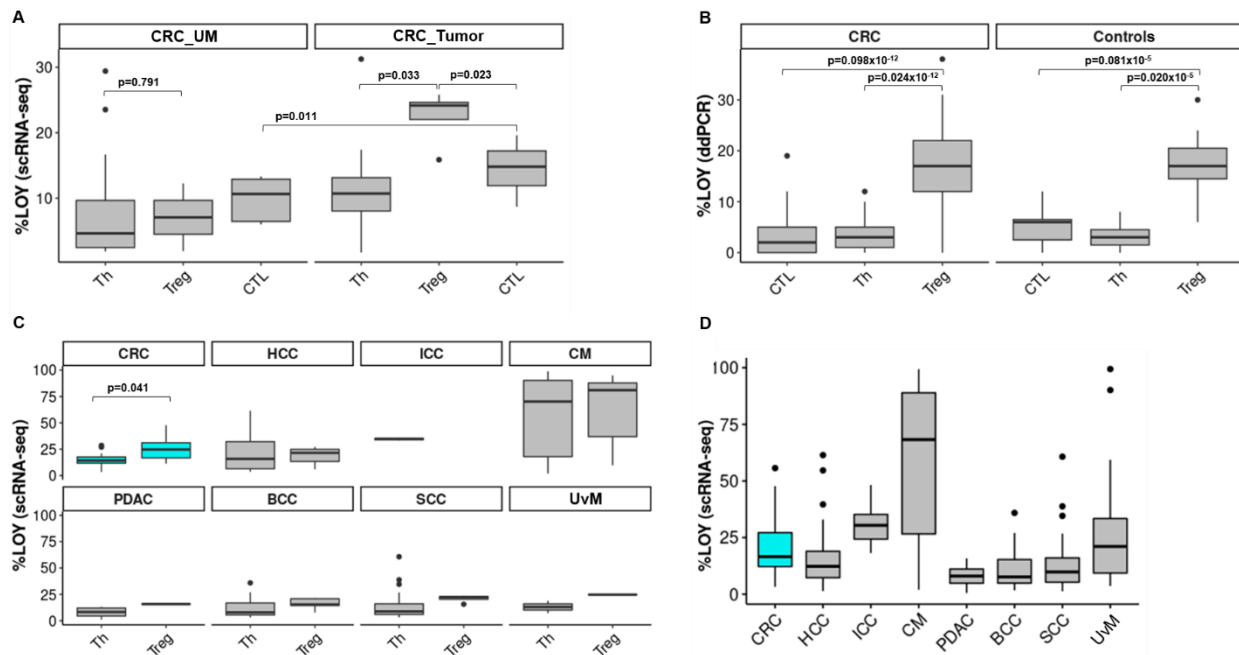 A
CRC_UM CRC_Tumor
%LOY (scRNA-seq)
30
20
10
p=0.791
p=0.033 p=0.023
p=0.011
Th Treg CTL Th Treg CTL
B
CRC Controls
%LOY (ddPCR)
30
20
10
0
p=0.098x10⁻¹² p=0.081x10⁻⁵
p=0.024x10⁻¹² p=0.020x10⁻⁵
CTL Th Treg CTL Th Treg
C
CRC HCC ICC CM
%LOY (scRNA-seq)
100
75
50
25
0
p=0.041
PDAC BCC SCC UvM
100
75
50
25
0
Th Treg Th Treg Th Treg Th Treg
D
%LOY (scRNA-seq)
100
75
50
25
0
CRC HCC ICC CM PDAC BCC SCC UvM